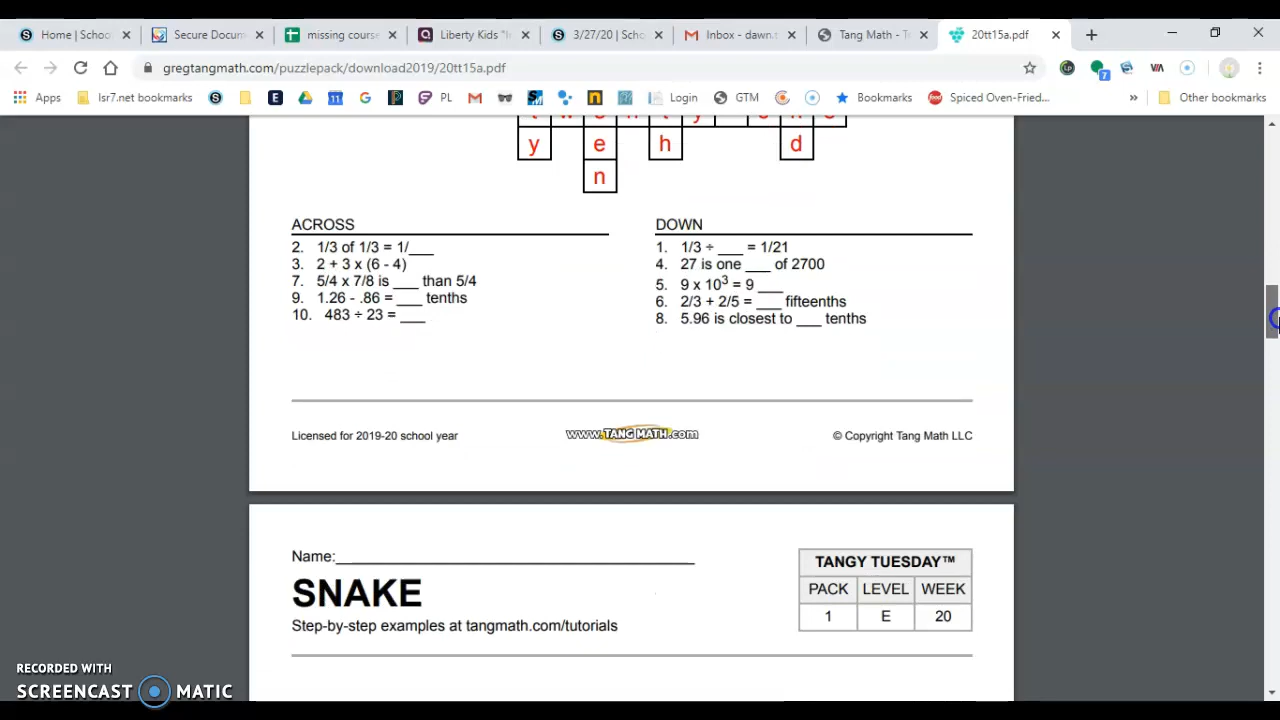 Home | Schoo
Secure Docum
missing course
Liberty Kids "k
3/27/20 | Scho
Inbox - dawn.t
Tang Math - Te
20tt15a.pdf
gregtangmath.com/puzzlepack/download2019/20tt15a.pdf
Apps
lsr7.net bookmarks
PL
Login
GTM
Bookmarks
Spiced Oven-Fried...
Other bookmarks
y e h d
n
ACROSS
2. 1/3 of 1/3 = 1/___
3. 2 + 3 x (6 - 4)
7. 5/4 x 7/8 is ___ than 5/4
9. 1.26 - .86 = ___ tenths
10. 483 ÷ 23 = ___
DOWN
1. 1/3 ÷ ___ = 1/21
4. 27 is one ___ of 2700
5. 9 x 10³ = 9 ___
6. 2/3 + 2/5 = ___ fifteenths
8. 5.96 is closest to ___ tenths
Licensed for 2019-20 school year
www.TANG MATH.com
© Copyright Tang Math LLC
Name:
SNAKE
Step-by-step examples at tangmath.com/tutorials
TANGY TUESDAY™
PACK LEVEL WEEK
1 E 20
RECORDED WITH
SCREENCAST MATIC